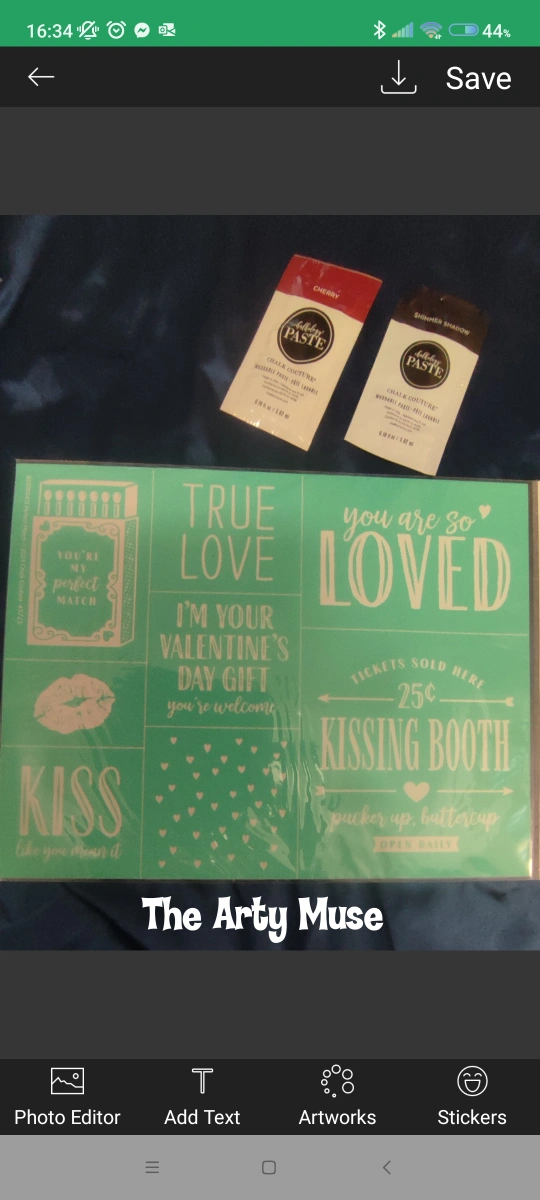 16:34
44%
Save
CHERRY
PASTE
CHALK COUTURE
SHIMMER SHADOW
PASTE
CHALK COUTURE
YOU'RE
MY
perfect
MATCH
TRUE
LOVE
I'M YOUR
VALENTINE'S
DAY GIFT
you're welcome
KISS
like you mean it
you are so
LOVED
TICKETS SOLD HERE
25¢
KISSING BOOTH
pucker up, buttercup
OPEN DAILY
The Arty Muse
Photo Editor
Add Text
Artworks
Stickers